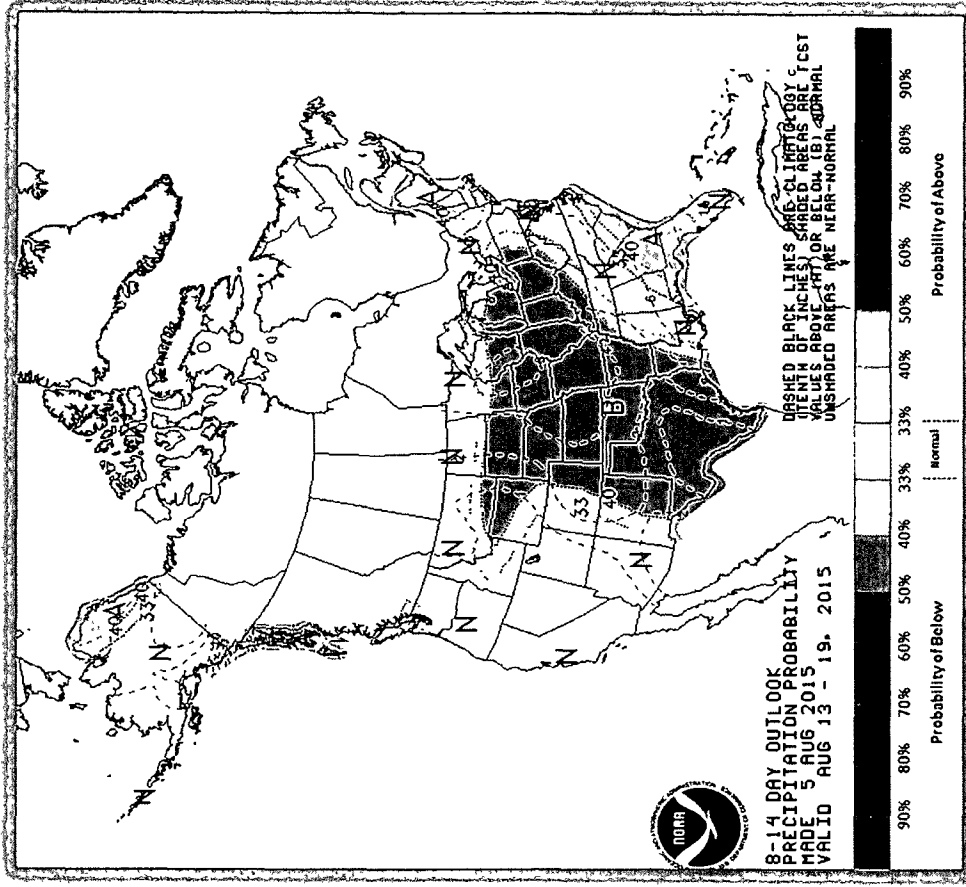 A
40
33
40
N
N
N
N
N
N
N
N
N
N
A
N
33
40
A
N
N
33
40
B
NOAA
8-14 DAY OUTLOOK
PRECIPITATION PROBABILITY
MADE 5 AUG 2015
VALID AUG 13 - 19, 2015
DASHED BLACK LINES ARE CLIMATOLOGY
(TENTH OF INCHES) SHADED AREAS ARE FCST
VALUES ABOVE (A) OR BELOW (B) NORMAL
UNSHADED AREAS ARE NEAR-NORMAL
90% 80% 70% 60% 50% 40% 33% 33% 40% 50% 60% 70% 80% 90%
Probability of Below Normal Probability of Above